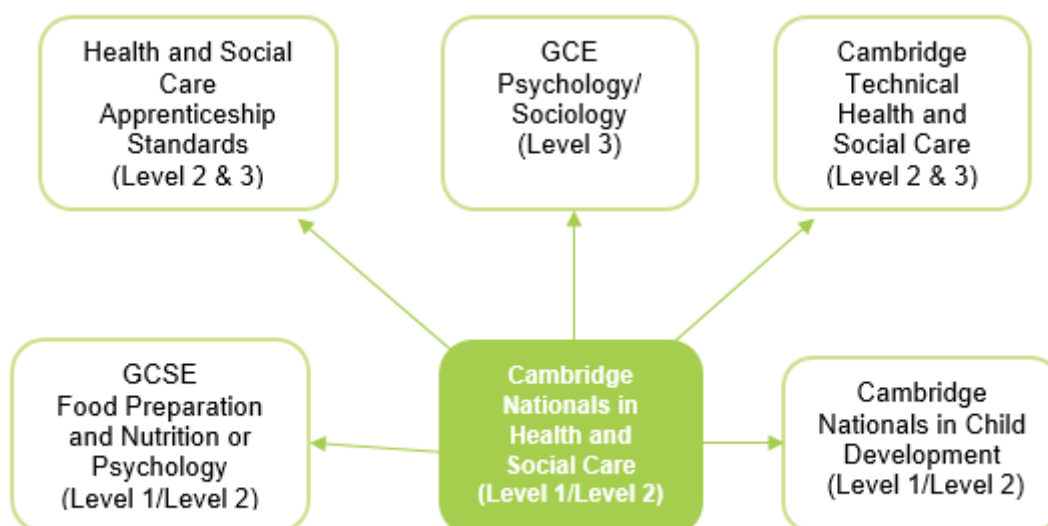 Health and Social
Care
Apprenticeship
Standards
(Level 2 & 3)
GCE
Psychology/
Sociology
(Level 3)
Cambridge
Technical
Health and
Social Care
(Level 2 & 3)
GCSE
Food Preparation
and Nutrition or
Psychology
(Level 1/Level 2)
Cambridge
Nationals in
Health and
Social Care
(Level 1/Level 2)
Cambridge
Nationals in Child
Development
(Level 1/Level 2)